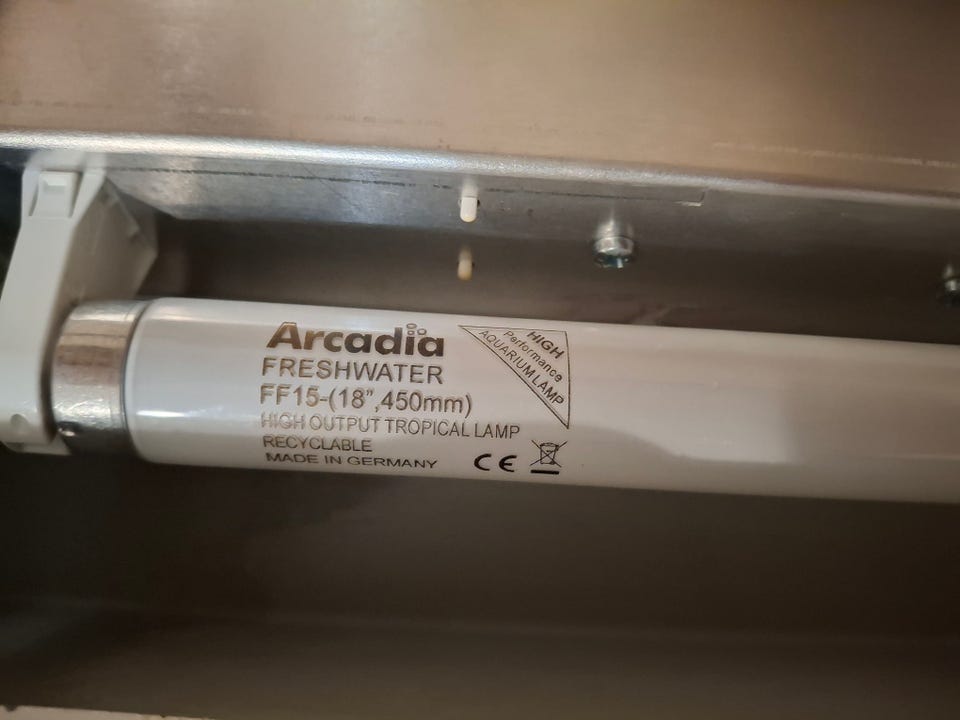 Arcadia
FRESHWATER
FF15-(18",450mm)
HIGH OUTPUT TROPICAL LAMP
RECYCLABLE
MADE IN GERMANY
CE
HIGH
Performance
AQUARIUM LAMP